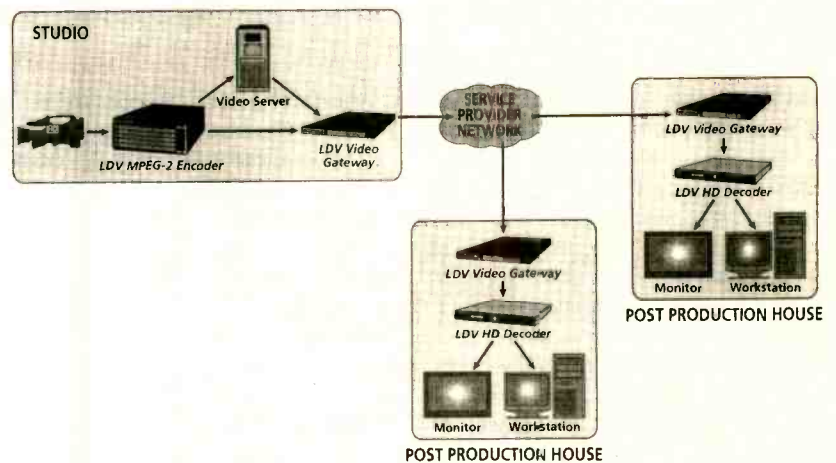 STUDIO
Video Server
LDV MPEG-2 Encoder
LDV Video
Gateway
SERVICE
PROVIDER
NETWORK
LDV Video Gateway
LDV HD Decoder
Monitor
Workstation
POST PRODUCTION HOUSE
LDV Video Gateway
LDV HD Decoder
Monitor
Workstation
POST PRODUCTION HOUSE